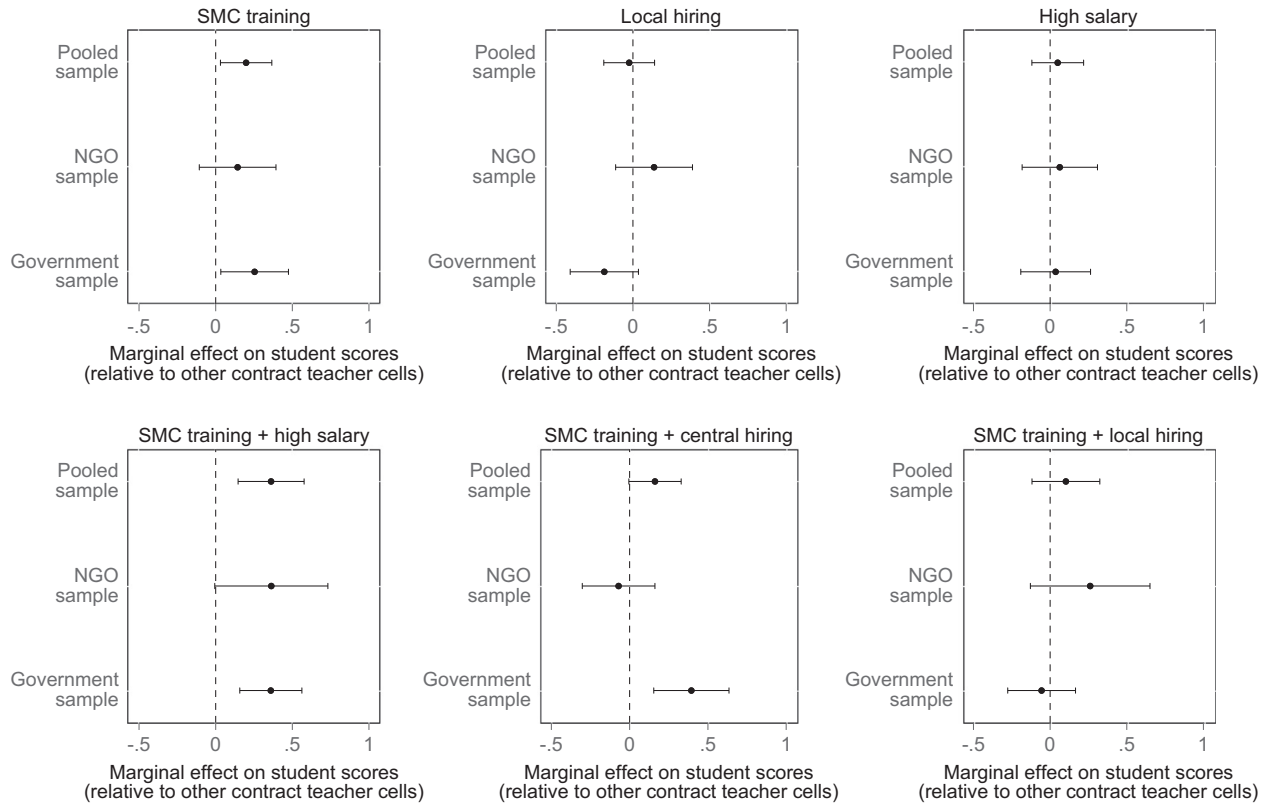 SMC training
Pooled
sample
NGO
sample
Government
sample
-.5 0 .5 1
Marginal effect on student scores
(relative to other contract teacher cells)
Local hiring
Pooled
sample
NGO
sample
Government
sample
-.5 0 .5 1
Marginal effect on student scores
(relative to other contract teacher cells)
High salary
Pooled
sample
NGO
sample
Government
sample
-.5 0 .5 1
Marginal effect on student scores
(relative to other contract teacher cells)
SMC training + high salary
Pooled
sample
NGO
sample
Government
sample
-.5 0 .5 1
Marginal effect on student scores
(relative to other contract teacher cells)
SMC training + central hiring
Pooled
sample
NGO
sample
Government
sample
-.5 0 .5 1
Marginal effect on student scores
(relative to other contract teacher cells)
SMC training + local hiring
Pooled
sample
NGO
sample
Government
sample
-.5 0 .5 1
Marginal effect on student scores
(relative to other contract teacher cells)